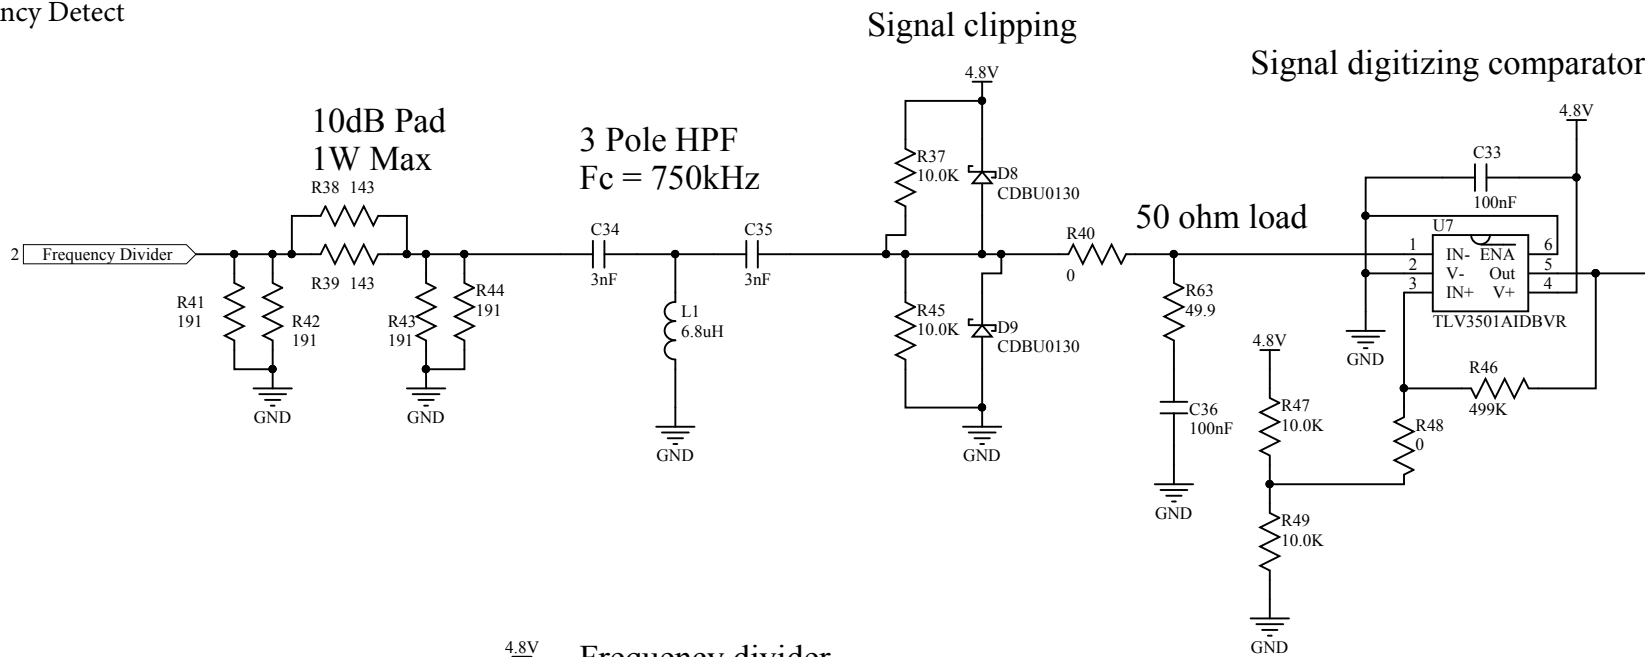 ncy Detect
Signal clipping
Signal digitizing comparator
10dB Pad
1W Max
3 Pole HPF
Fc = 750kHz
50 ohm load
2 Frequency Divider
R38 143
R39 143
R41
191
R42
191
R43
191
R44
191
GND
GND
C34
3nF
L1
6.8uH
GND
C35
3nF
4.8V
R37
10.0K
D8
CDBU0130
R45
10.0K
D9
CDBU0130
GND
R40
0
R63
49.9
C36
100nF
GND
4.8V
R47
10.0K
R49
10.0K
GND
R48
0
R46
499K
4.8V
C33
100nF
U7
1 IN- ENA 6
2 V- Out 5
3 IN+ V+ 4
TLV3501AIDBVR
GND
4.8V
Frequency divider